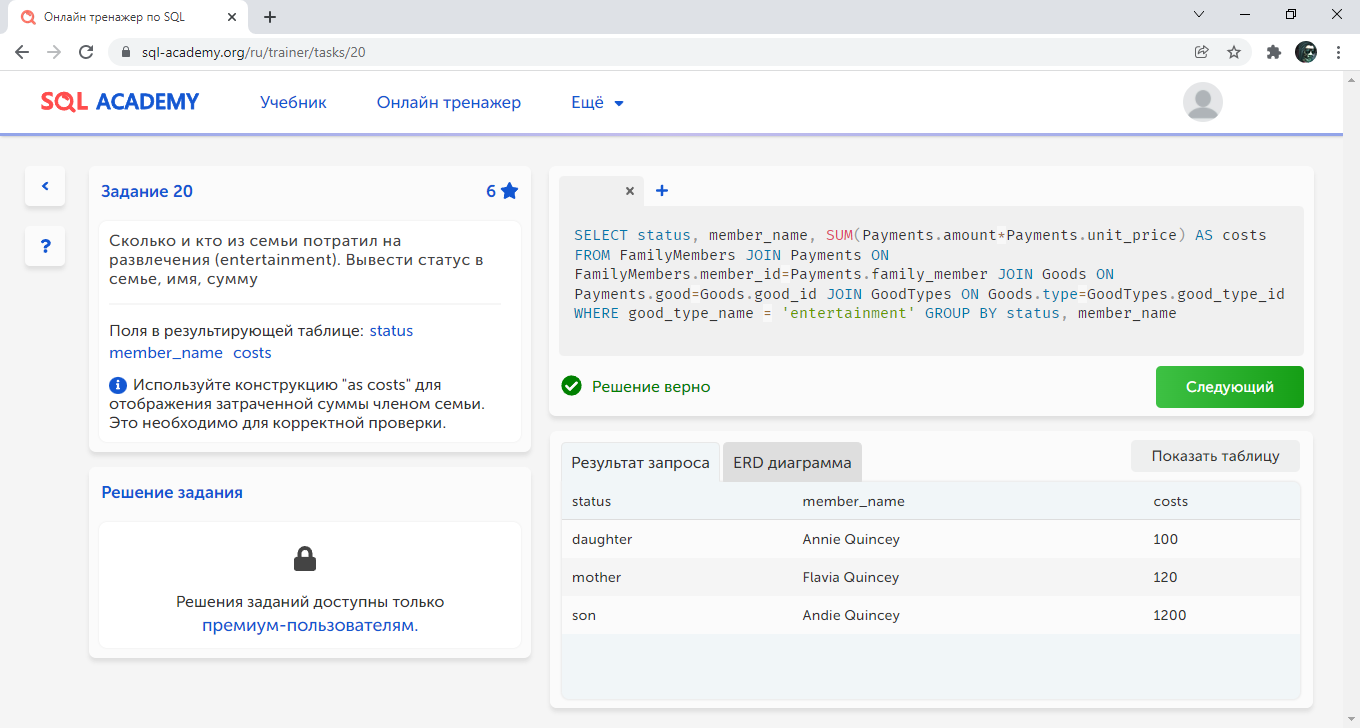 Онлайн тренажер по SQL
sql-academy.org/ru/trainer/tasks/20
SQL ACADEMY
Учебник
Онлайн тренажер
Ещё
Задание 20
6
Сколько и кто из семьи потратил на
развлечения (entertainment). Вывести статус в
семье, имя, сумму
Поля в результирующей таблице: status
member_name costs
Используйте конструкцию "as costs" для
отображения затраченной суммы членом семьи.
Это необходимо для корректной проверки.
Решение задания
Решения заданий доступны только
премиум-пользователям.
SELECT status, member_name, SUM(Payments.amount*Payments.unit_price) AS costs
FROM FamilyMembers JOIN Payments ON
FamilyMembers.member_id=Payments.family_member JOIN Goods ON
Payments.good=Goods.good_id JOIN GoodTypes ON Goods.type=GoodTypes.good_type_id
WHERE good_type_name = 'entertainment' GROUP BY status, member_name
Решение верно
Следующий
Результат запроса
ERD диаграмма
Показать таблицу
status member_name costs
daughter Annie Quincey 100
mother Flavia Quincey 120
son Andie Quincey 1200